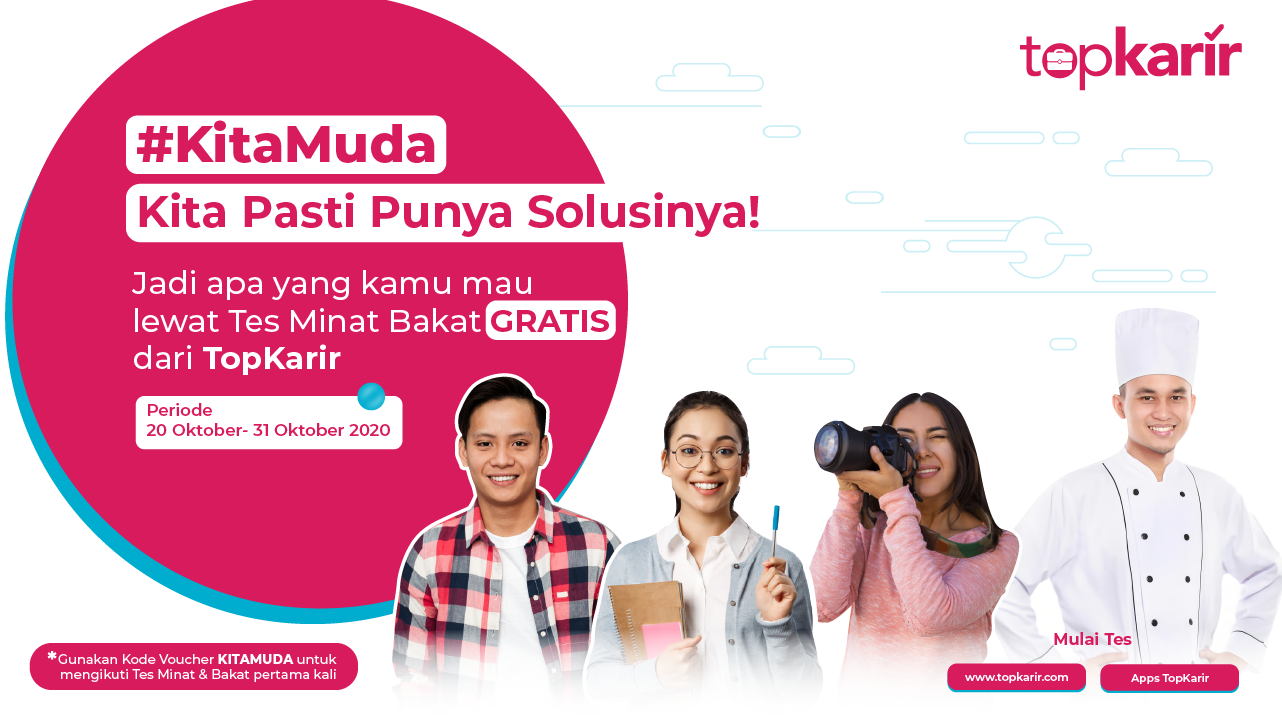 topkarir
#KitaMuda
Kita Pasti Punya Solusinya!
Jadi apa yang kamu mau
lewat Tes Minat Bakat GRATIS
dari TopKarir
Periode
20 Oktober- 31 Oktober 2020
*Gunakan Kode Voucher KITAMUDA untuk
mengikuti Tes Minat & Bakat pertama kali
Mulai Tes
www.topkarir.com
Apps TopKarir